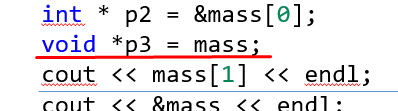 int * p2 = &mass[0];
void *p3 = mass;
cout << mass[1] << endl;
cout << &mass << endl;